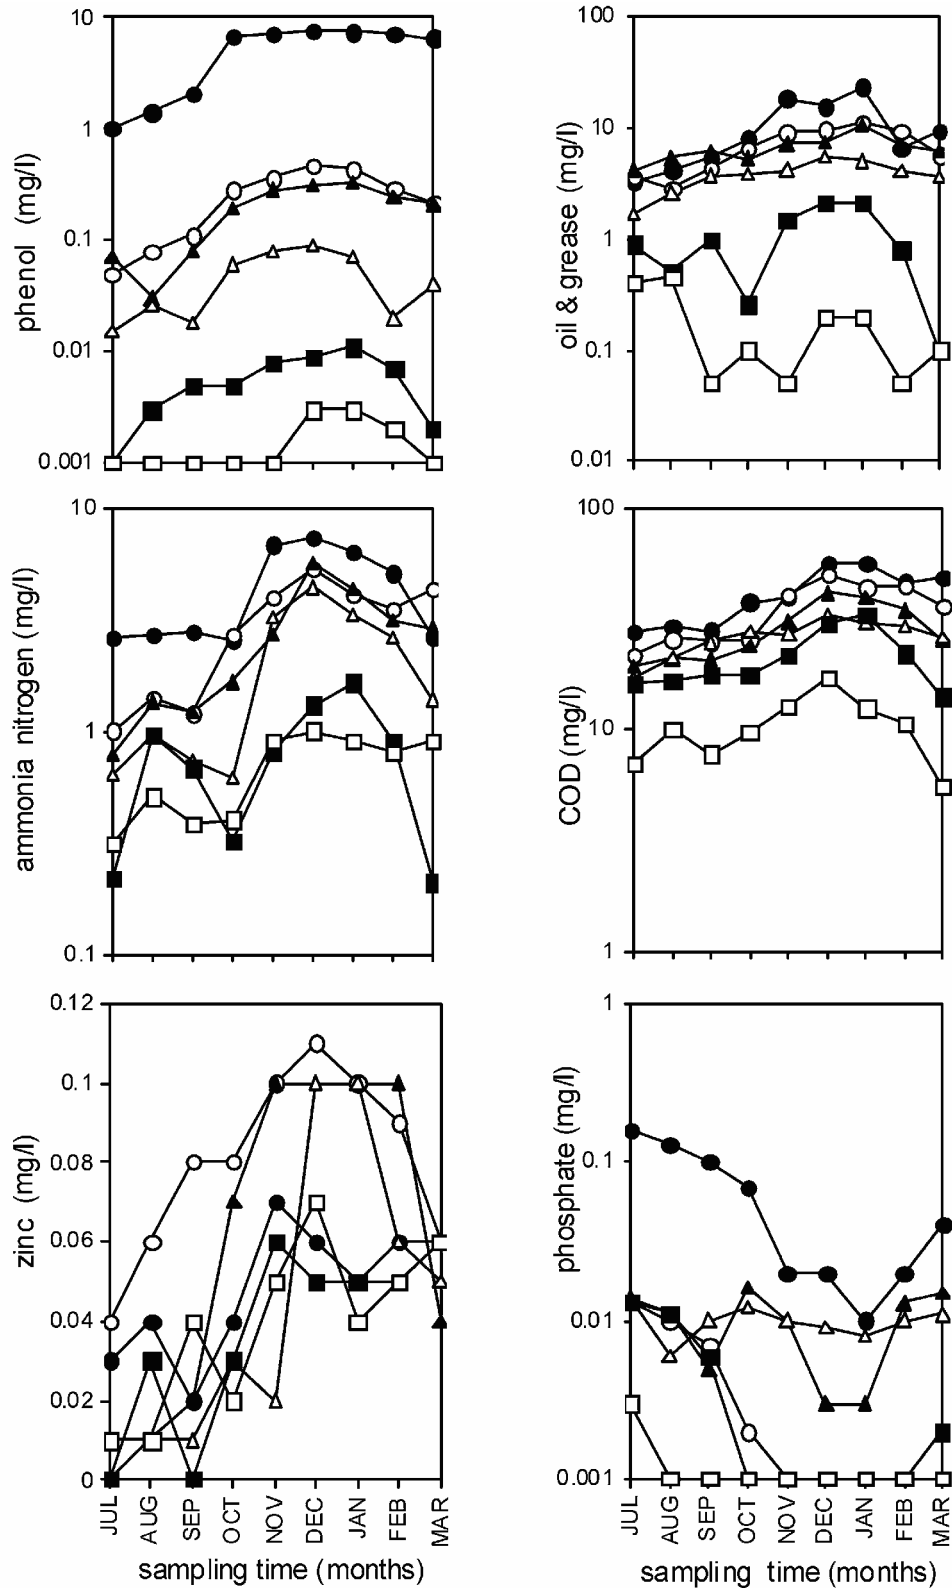 10
1
0.1
0.01
0.001
phenol (mg/l)
100
10
1
0.1
0.01
oil & grease (mg/l)
10
1
0.1
ammonia nitrogen (mg/l)
100
10
1
COD (mg/l)
0.12
0.1
0.08
0.06
0.04
0.02
0
zinc (mg/l)
JUL
AUG
SEP
OCT
NOV
DEC
JAN
FEB
MAR
sampling time (months)
1
0.1
0.01
0.001
phosphate (mg/l)
JUL
AUG
SEP
OCT
NOV
DEC
JAN
FEB
MAR
sampling time (months)